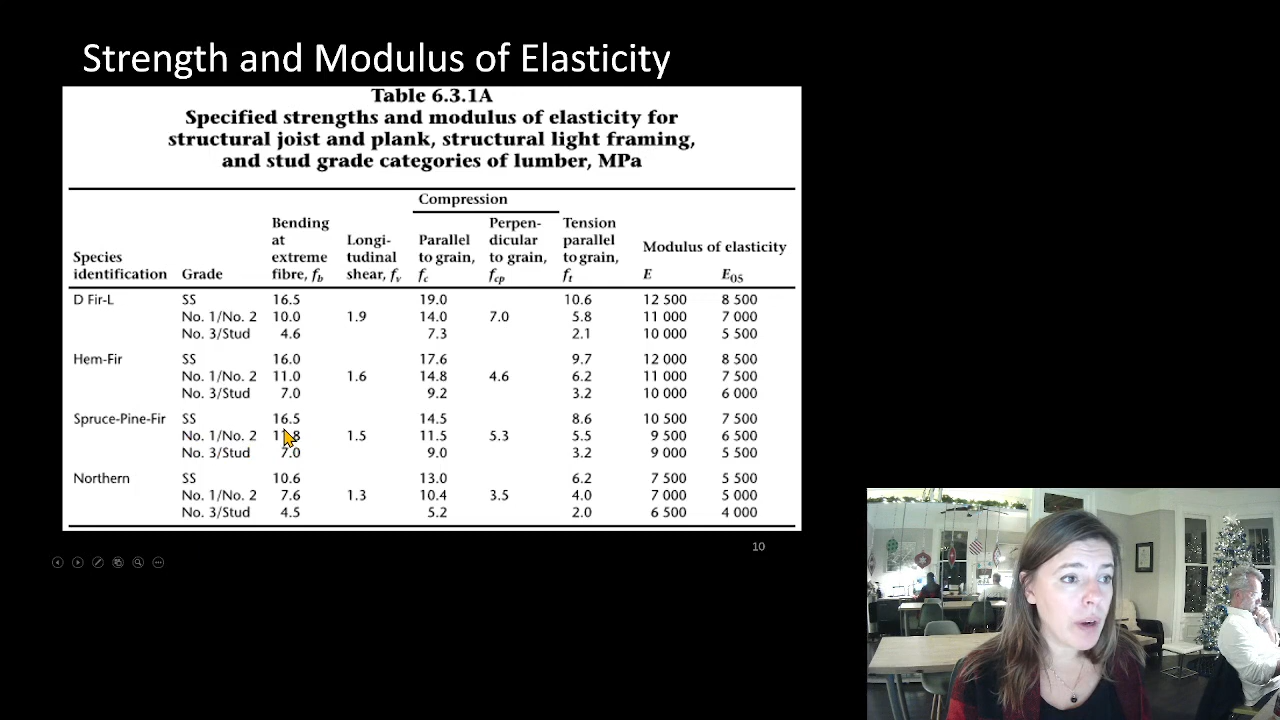 Strength and Modulus of Elasticity
Table 6.3.1A
Specified strengths and modulus of elasticity for
structural joist and plank, structural light framing,
and stud grade categories of lumber, MPa
Compression
Bending Perpen- Tension
at Longi- Parallel dicular parallel
Modulus of elasticity
Species extreme tudinal to grain, to grain, to grain,
identification Grade fibre, fb shear, fv fc fcp ft E E05
D Fir-L SS 16.5 19.0 10.6 12 500 8 500
No. 1/No. 2 10.0 1.9 14.0 7.0 5.8 11 000 7 000
No. 3/Stud 4.6 7.3 2.1 10 000 5 500
Hem-Fir SS 16.0 17.6 9.7 12 000 8 500
No. 1/No. 2 11.0 1.6 14.8 4.6 6.2 11 000 7 500
No. 3/Stud 7.0 9.2 3.2 10 000 6 000
Spruce-Pine-Fir SS 16.5 14.5 8.6 10 500 7 500
No. 1/No. 2 1.5 11.5 5.3 5.5 9 500 6 500
No. 3/Stud 7.0 9.0 3.2 9 000 5 500
Northern SS 10.6 13.0 6.2 7 500 5 500
No. 1/No. 2 7.6 1.3 10.4 3.5 4.0 7 000 5 000
No. 3/Stud 4.5 5.2 2.0 6 500 4 000
10